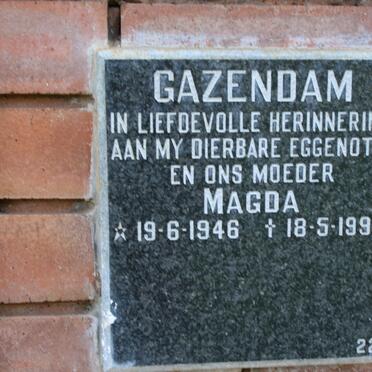 GAZENDAM
IN LIEFDEVOLLE HERINNERIN
AAN MY DIERBARE EGGENOT
EN ONS MOEDER
MAGDA
☆ 19-6-1946 ✝ 18-5-199
22